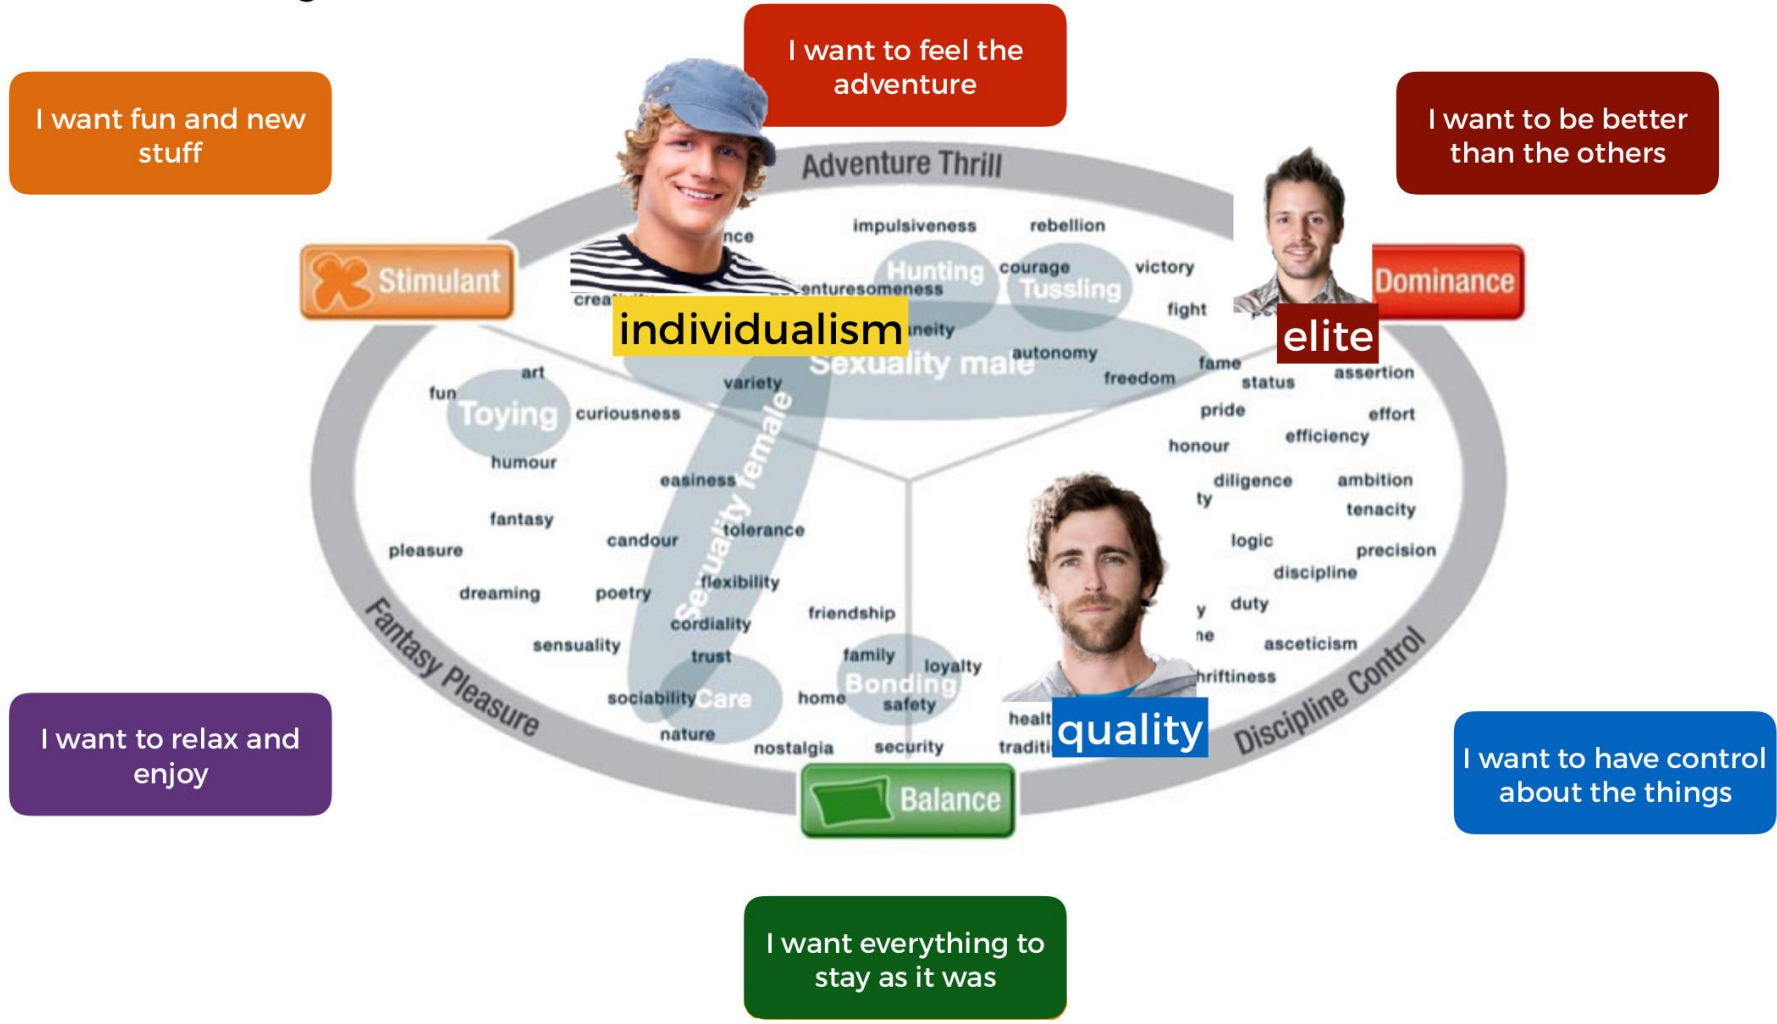 I want to feel the
adventure
I want fun and new
stuff
I want to be better
than the others
Adventure Thrill
impulsiveness
rebellion
Stimulant
Hunting
courage
victory
Tussling
Dominance
fight
individualism
elite
Sexuality male
autonomy
freedom
fame
status
assertion
art
variety
fun
Toying
curiousness
pride
effort
honour
efficiency
humour
easiness
Sexuality female
diligence
ambition
tenacity
fantasy
tolerance
candour
pleasure
logic
precision
discipline
flexibility
dreaming
poetry
friendship
duty
cordiality
sensuality
trust
family
loyalty
asceticism
Bonding
sociability
Care
home
safety
nature
nostalgia
security
quality
Fantasy Pleasure
Discipline Control
I want to relax and
enjoy
I want to have control
about the things
Balance
I want everything to
stay as it was